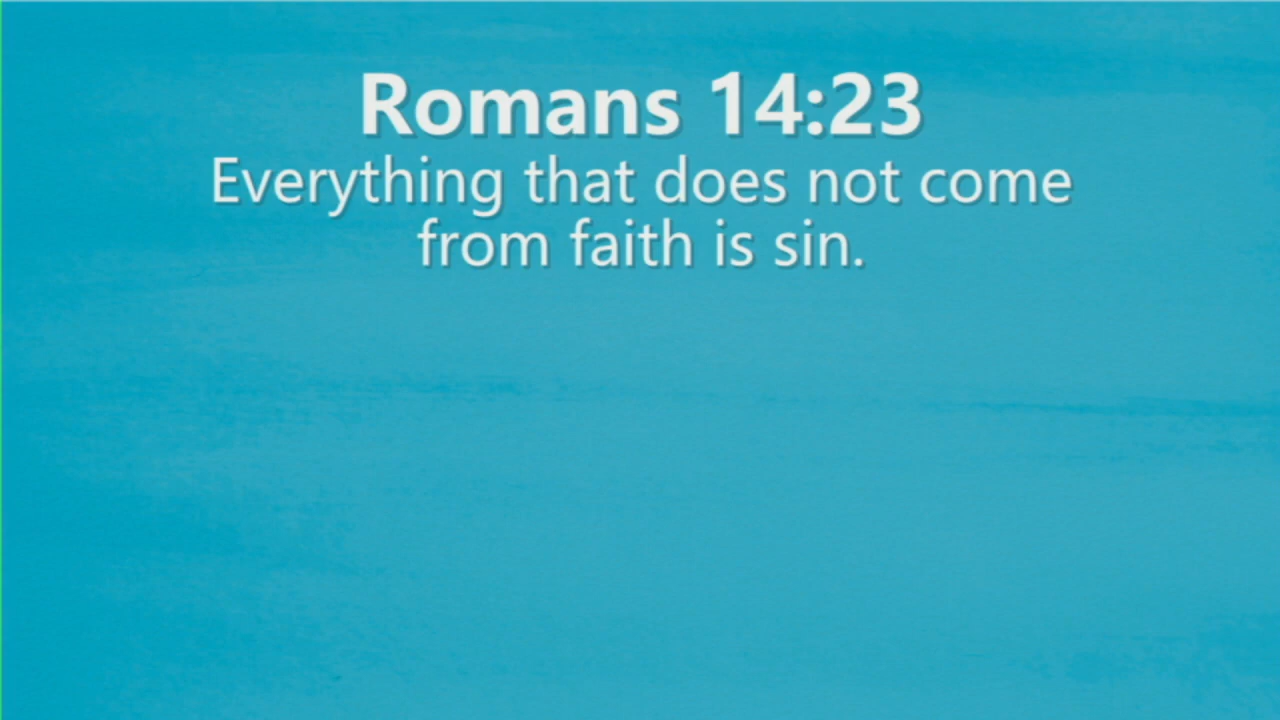 Romans 14:23
Everything that does not come
from faith is sin.